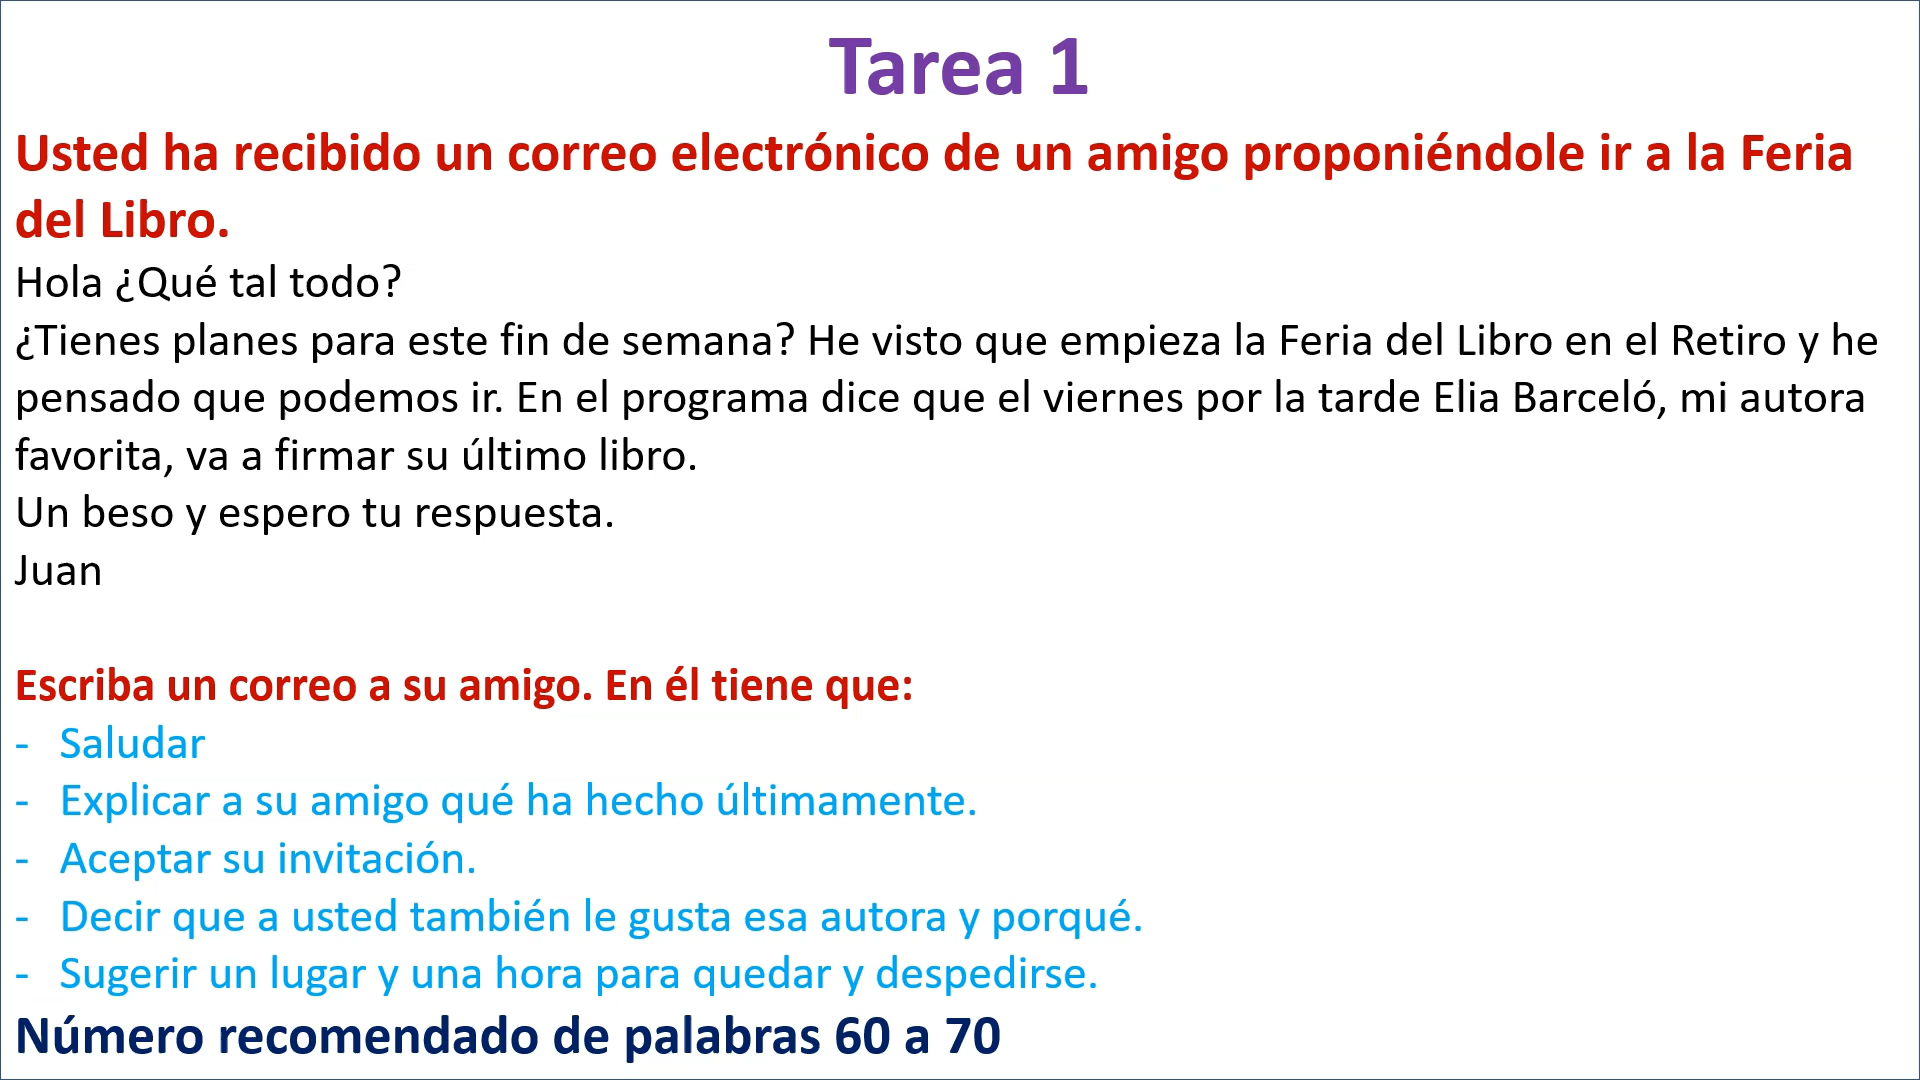 Tarea 1
Usted ha recibido un correo electrónico de un amigo proponiéndole ir a la Feria
del Libro.
Hola ¿Qué tal todo?
¿Tienes planes para este fin de semana? He visto que empieza la Feria del Libro en el Retiro y he
pensado que podemos ir. En el programa dice que el viernes por la tarde Elia Barceló, mi autora
favorita, va a firmar su último libro.
Un beso y espero tu respuesta.
Juan
Escriba un correo a su amigo. En él tiene que:
- Saludar
- Explicar a su amigo qué ha hecho últimamente.
- Aceptar su invitación.
- Decir que a usted también le gusta esa autora y porqué.
- Sugerir un lugar y una hora para quedar y despedirse.
Número recomendado de palabras 60 a 70